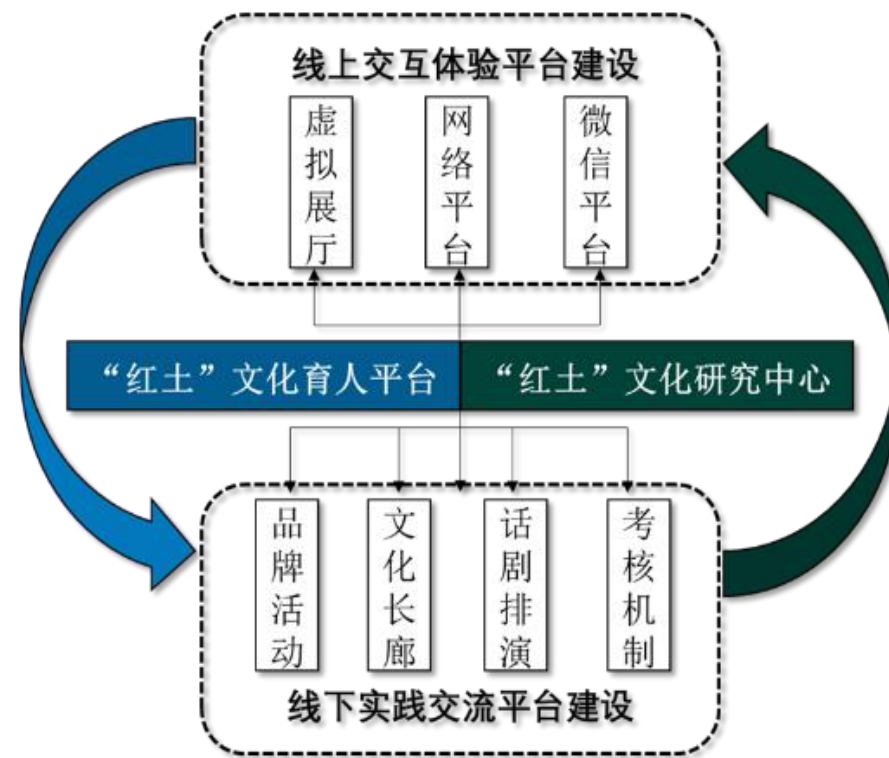 线上交互体验平台建设
虚拟展厅
网络平台
微信平台
“红土”文化育人平台
“红土”文化研究中心
品牌活动
文化长廊
话剧排演
考核机制
线下实践交流平台建设